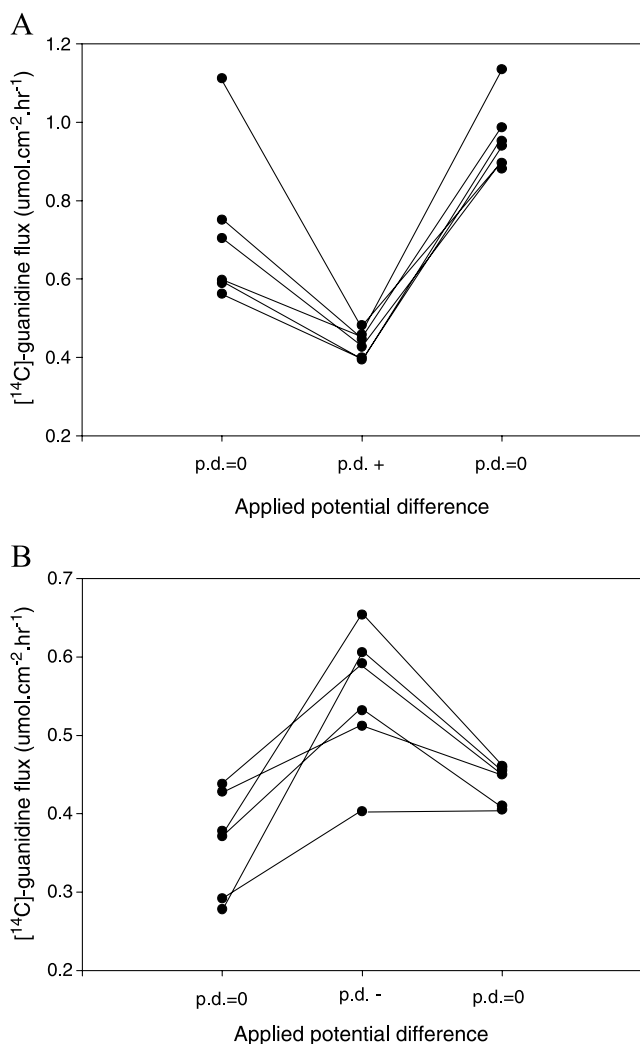 A
[¹⁴C]-guanidine flux (umol.cm⁻².hr⁻¹)
1.2
1.0
0.8
0.6
0.4
0.2
p.d.=0 p.d. + p.d.=0
Applied potential difference
B
[¹⁴C]-guanidine flux (umol.cm⁻².hr⁻¹)
0.7
0.6
0.5
0.4
0.3
0.2
p.d.=0 p.d. - p.d.=0
Applied potential difference